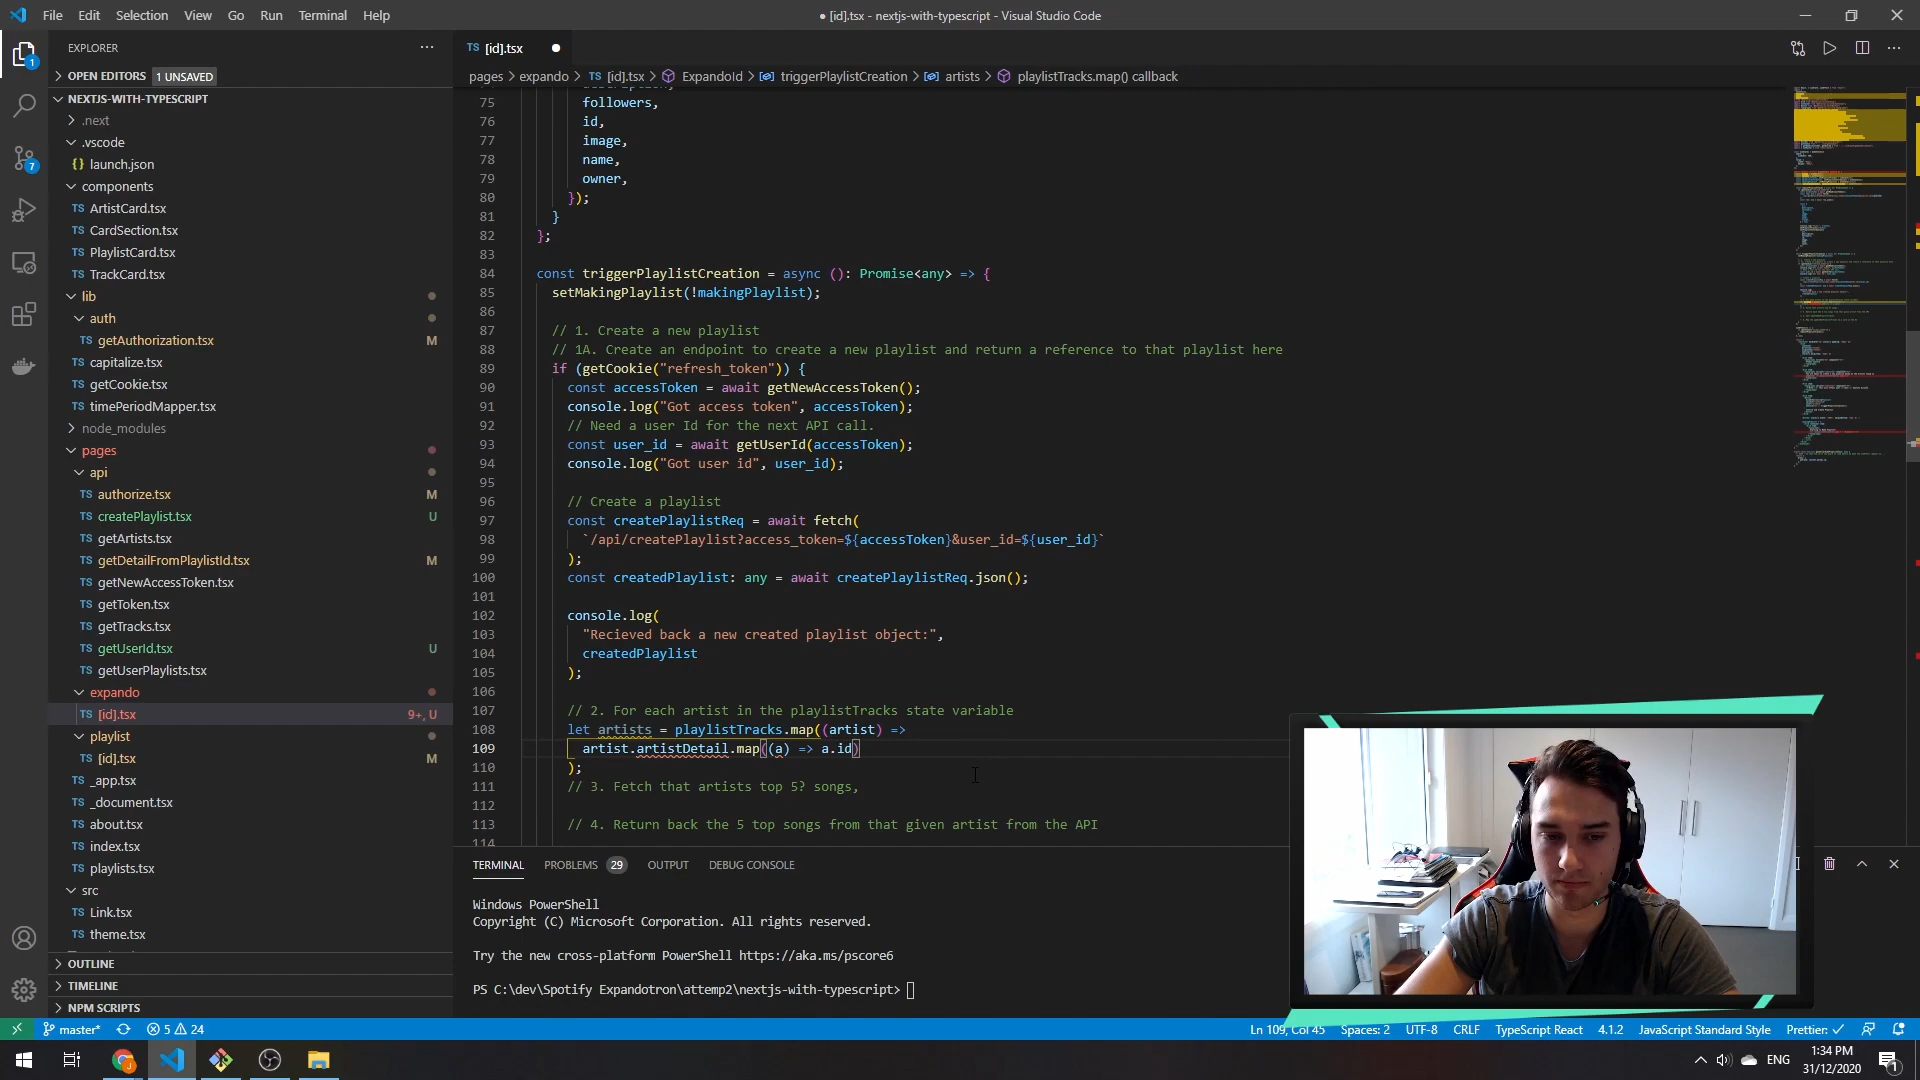 File Edit Selection View Go Run Terminal Help
● [id].tsx - nextjs-with-typescript - Visual Studio Code
EXPLORER
OPEN EDITORS 1 UNSAVED
NEXTJS-WITH-TYPESCRIPT
.next
.vscode
launch.json
components
TS ArtistCard.tsx
TS CardSection.tsx
TS PlaylistCard.tsx
TS TrackCard.tsx
lib
auth
TS getAuthorization.tsx M
TS capitalize.tsx
TS getCookie.tsx
TS timePeriodMapper.tsx
node_modules
pages
api
TS authorize.tsx M
TS createPlaylist.tsx U
TS getArtists.tsx
TS getDetailFromPlaylistId.tsx M
TS getNewAccessToken.tsx
TS getToken.tsx
TS getTracks.tsx
TS getUserId.tsx U
TS getUserPlaylists.tsx
expando
TS [id].tsx 9+, U
playlist
TS [id].tsx M
TS _app.tsx
TS _document.tsx
TS about.tsx
TS index.tsx
TS playlists.tsx
src
TS Link.tsx
TS theme.tsx
OUTLINE
TIMELINE
NPM SCRIPTS
TS [id].tsx
pages > expando > TS [id].tsx > ExpandoId > triggerPlaylistCreation > artists > playlistTracks.map() callback
75 followers,
76 id,
77 image,
78 name,
79 owner,
80 });
81 }
82 };
83
84 const triggerPlaylistCreation = async (): Promise<any> => {
85 setMakingPlaylist(!makingPlaylist);
86
87 // 1. Create a new playlist
88 // 1A. Create an endpoint to create a new playlist and return a reference to that playlist here
89 if (getCookie("refresh_token")) {
90 const accessToken = await getNewAccessToken();
91 console.log("Got access token", accessToken);
92 // Need a user Id for the next API call.
93 const user_id = await getUserId(accessToken);
94 console.log("Got user id", user_id);
95
96 // Create a playlist
97 const createPlaylistReq = await fetch(
98 `/api/createPlaylist?access_token=${accessToken}&user_id=${user_id}`
99 );
100 const createdPlaylist: any = await createPlaylistReq.json();
101
102 console.log(
103 "Recieved back a new created playlist object:",
104 createdPlaylist
105 );
106
107 // 2. For each artist in the playlistTracks state variable
108 let artists = playlistTracks.map((artist) =>
109 artist.artistDetail.map((a) => a.id)
110 );
111 // 3. Fetch that artists top 5? songs,
112
113 // 4. Return back the 5 top songs from that given artist from the API
114
TERMINAL PROBLEMS 29 OUTPUT DEBUG CONSOLE
Windows PowerShell
Copyright (C) Microsoft Corporation. All rights reserved.
Try the new cross-platform PowerShell https://aka.ms/pscore6
PS C:\dev\Spotify Expandotron\attemp2\nextjs-with-typescript>
master* 5 24
Ln 109, Col 45 Spaces: 2 UTF-8 CRLF TypeScript React 4.1.2 JavaScript Standard Style Prettier: ✓
ENG
1:34 PM
31/12/2020